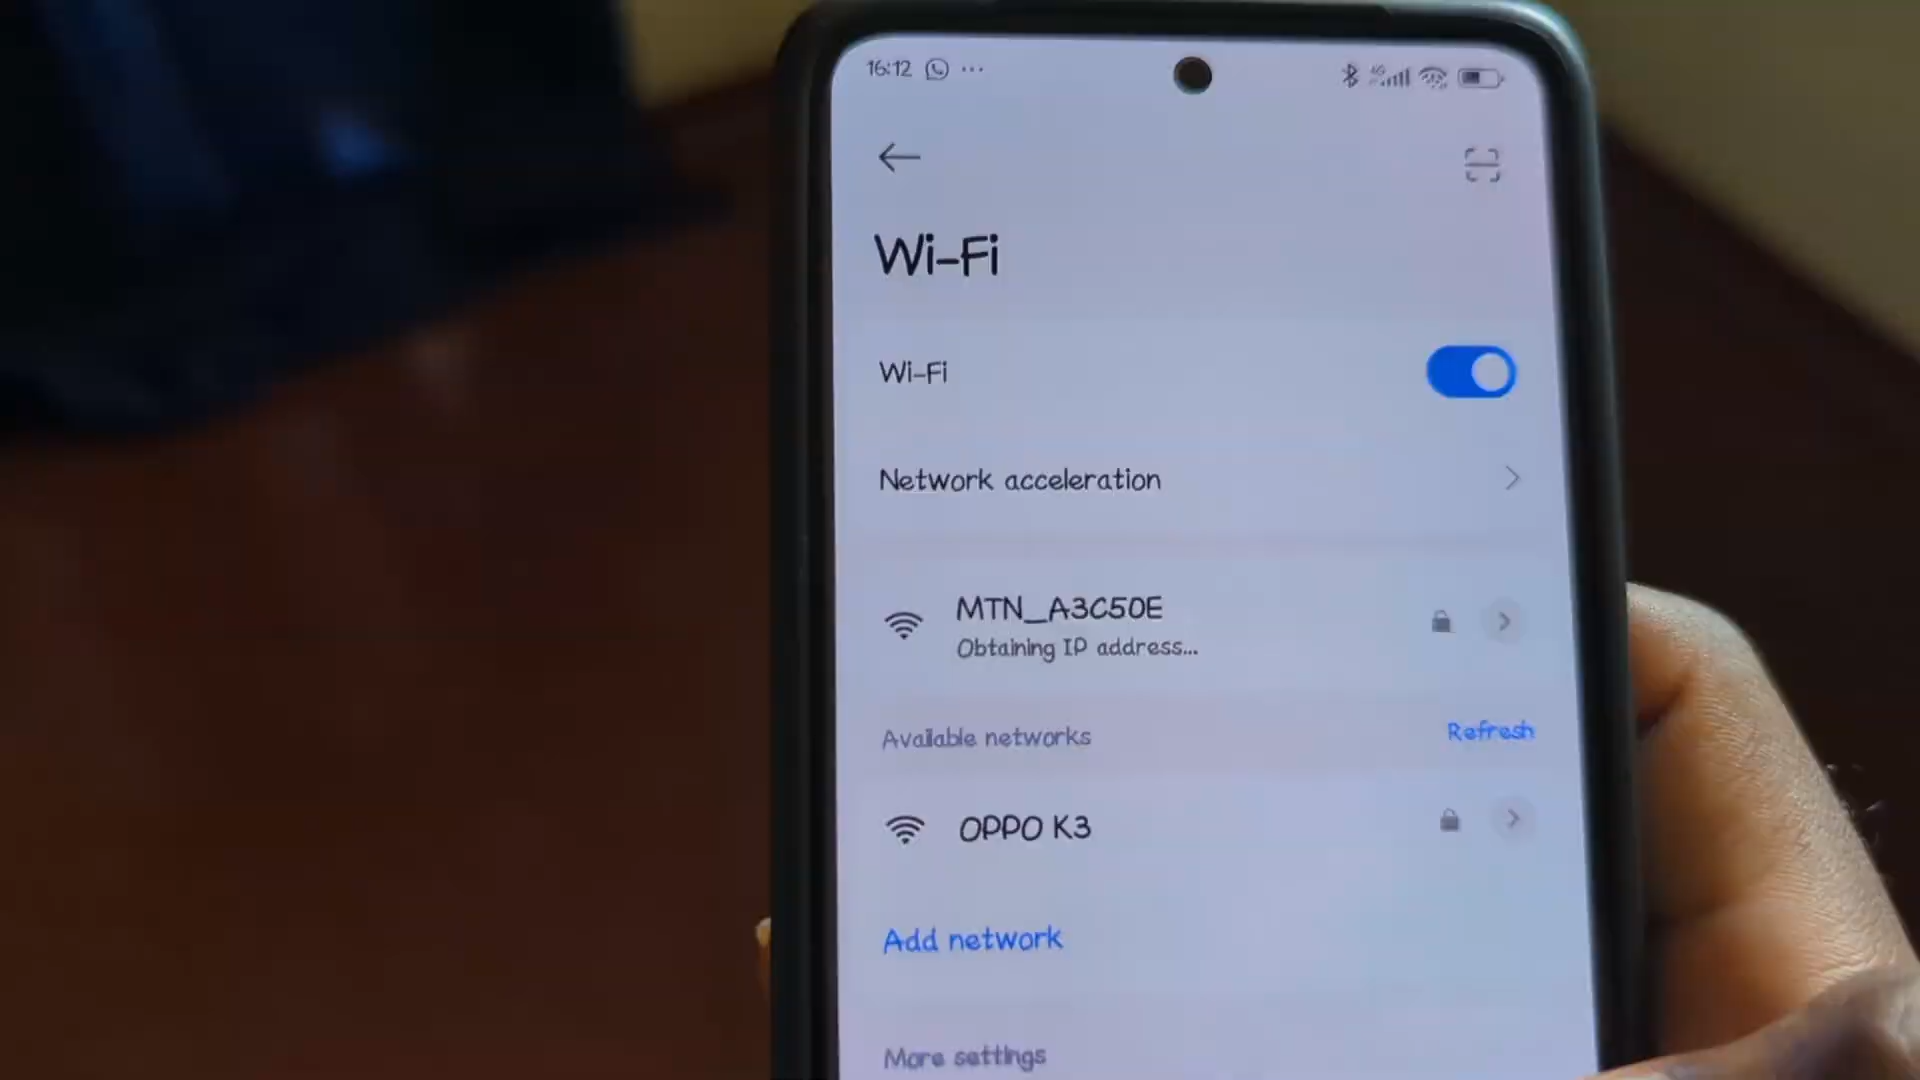 16:12
Wi-Fi
Wi-Fi
Network acceleration
MTN_A3C50E
Obtaining IP address...
Available networks
Refresh
OPPO K3
Add network
More settings